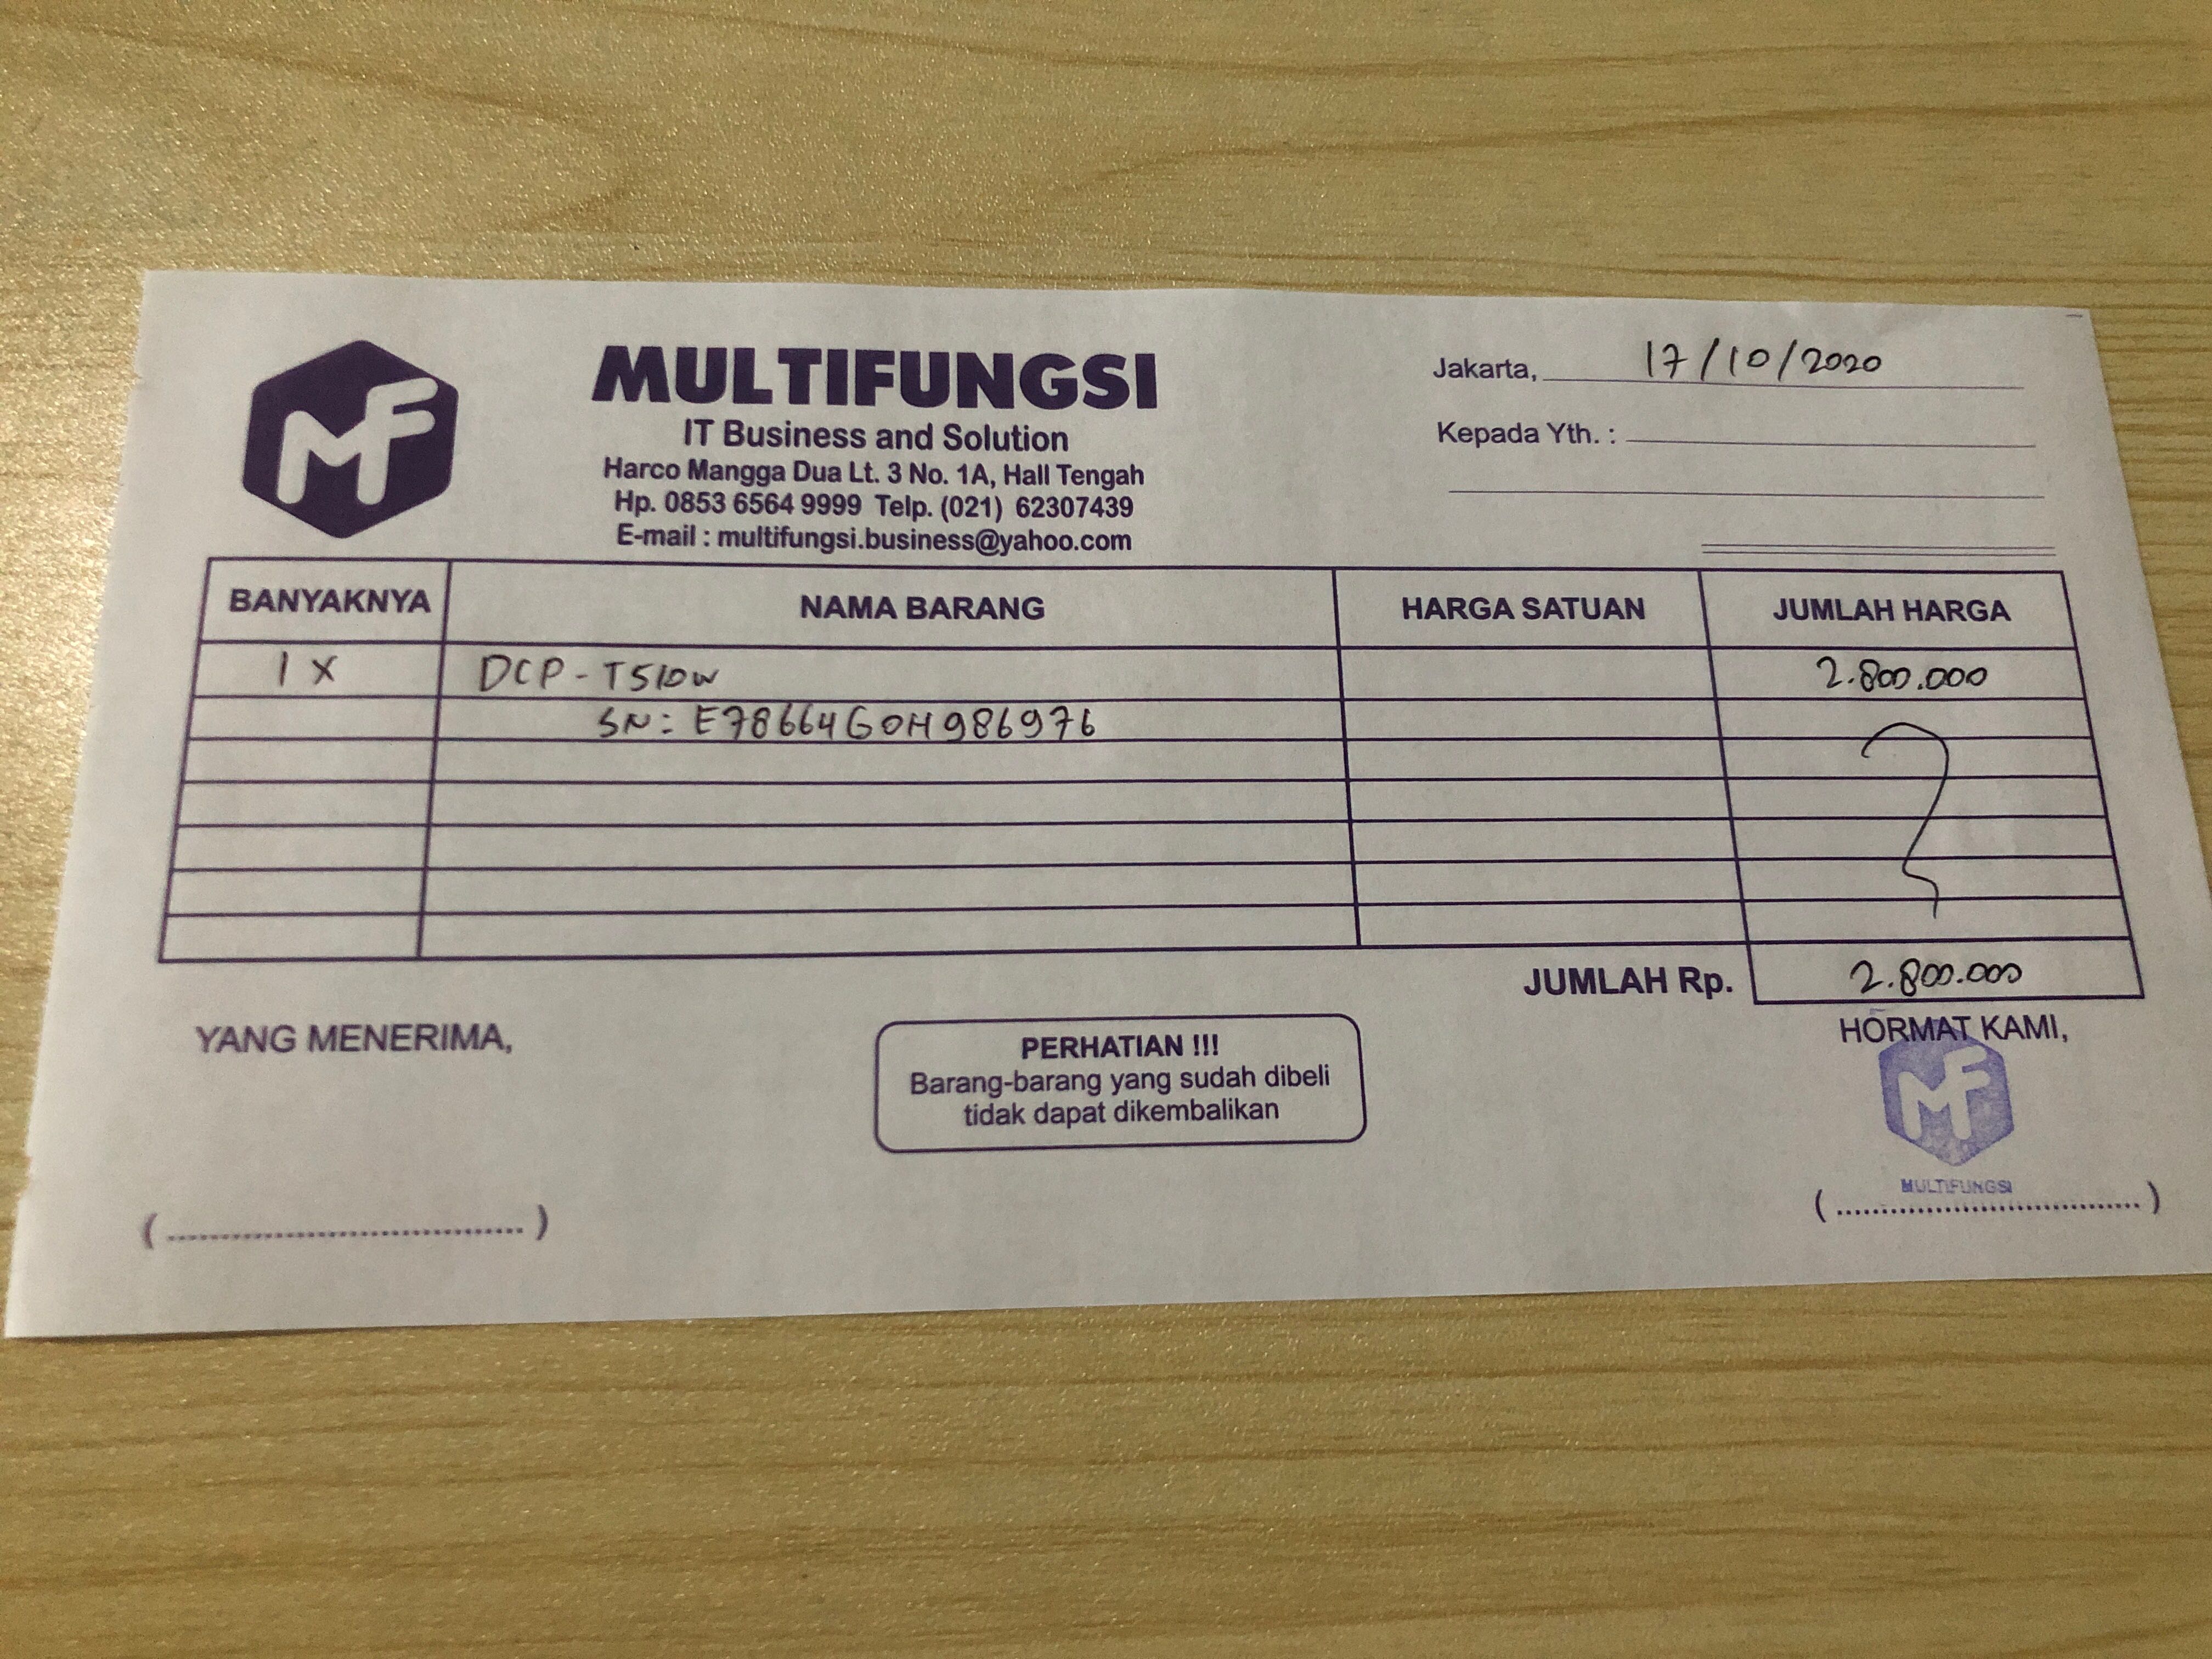 MF
MULTIFUNGSI
IT Business and Solution
Harco Mangga Dua Lt. 3 No. 1A, Hall Tengah
Hp. 0853 6564 9999 Telp. (021) 62307439
E-mail : multifungsi.business@yahoo.com
Jakarta, 17/10/2020
Kepada Yth. :
BANYAKNYA NAMA BARANG HARGA SATUAN JUMLAH HARGA
1 X DCP-T510W 2.800.000
SN: E78664G0H986976
JUMLAH Rp. 2.800.000
YANG MENERIMA,
PERHATIAN !!!
Barang-barang yang sudah dibeli
tidak dapat dikembalikan
HORMAT KAMI,
MF
MULTIFUNGSI
(................................)
(................................)